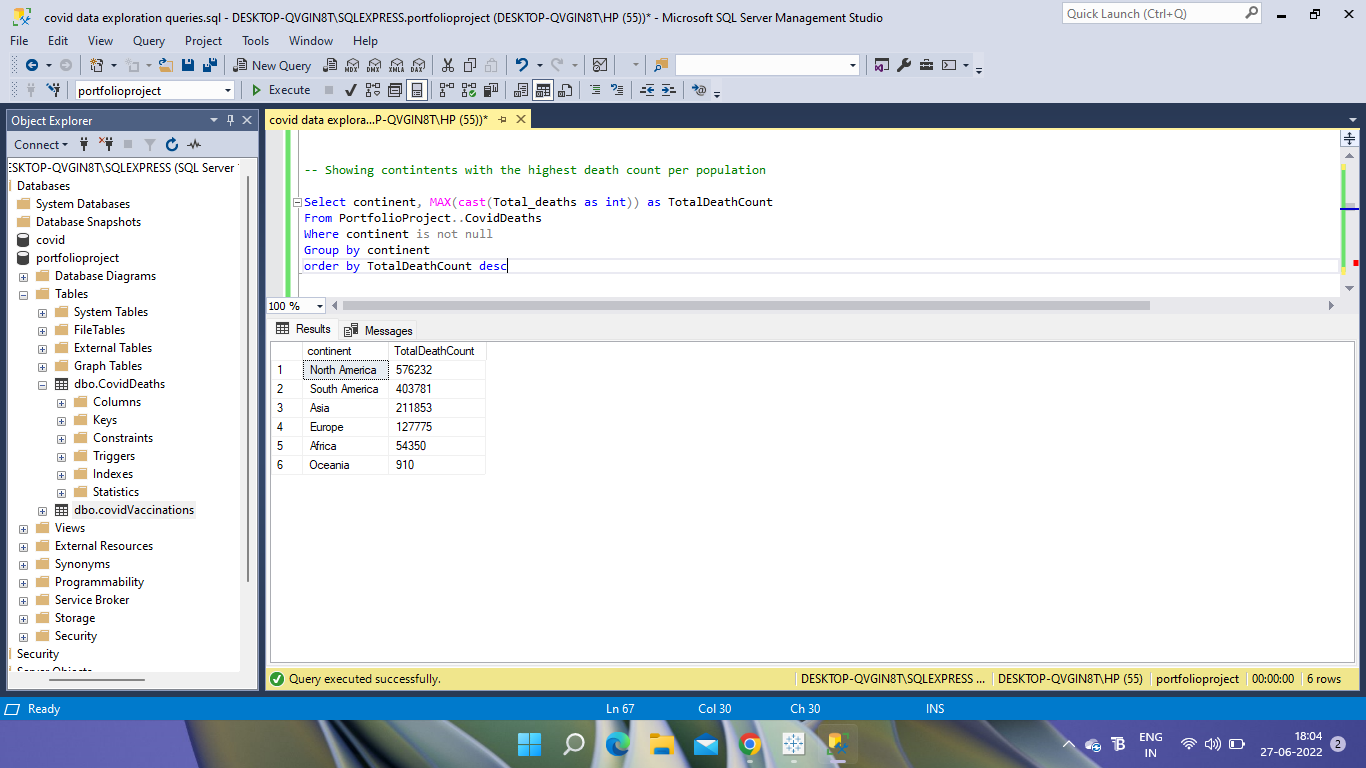 covid data exploration queries.sql - DESKTOP-QVGIN8T\SQLEXPRESS.portfolioproject (DESKTOP-QVGIN8T\HP (55))* - Microsoft SQL Server Management Studio
Quick Launch (Ctrl+Q)
File Edit View Query Project Tools Window Help
New Query MDX DMX XMLA DAX
portfolioproject Execute
Object Explorer
covid data explora...P-QVGIN8T\HP (55))*
Connect
ESKTOP-QVGIN8T\SQLEXPRESS (SQL Server
Databases
System Databases
Database Snapshots
covid
portfolioproject
Database Diagrams
Tables
System Tables
FileTables
External Tables
Graph Tables
dbo.CovidDeaths
Columns
Keys
Constraints
Triggers
Indexes
Statistics
dbo.covidVaccinations
Views
External Resources
Synonyms
Programmability
Service Broker
Storage
Security
Security
Server Objects
-- Showing contintents with the highest death count per population
Select continent, MAX(cast(Total_deaths as int)) as TotalDeathCount
From PortfolioProject..CovidDeaths
Where continent is not null
Group by continent
order by TotalDeathCount desc
100 %
Results Messages
continent TotalDeathCount
1 North America 576232
2 South America 403781
3 Asia 211853
4 Europe 127775
5 Africa 54350
6 Oceania 910
Query executed successfully. DESKTOP-QVGIN8T\SQLEXPRESS ... DESKTOP-QVGIN8T\HP (55) portfolioproject 00:00:00 6 rows
Ready Ln 67 Col 30 Ch 30 INS
ENG
IN
18:04
27-06-2022
2